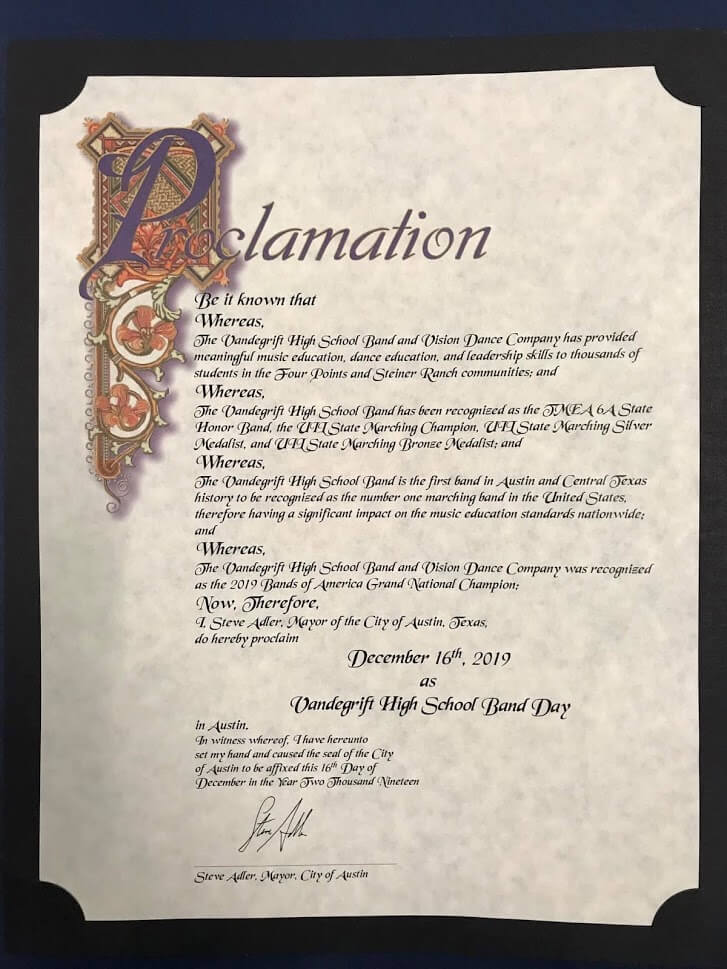 Proclamation
Be it known that
Whereas,
The Vandegrift High School Band and Vision Dance Company has provided
meaningful music education, dance education, and leadership skills to thousands of
students in the Four Points and Steiner Ranch communities; and
Whereas,
The Vandegrift High School Band has been recognized as the TMEA 6A State
Honor Band, the UIL State Marching Champion, UIL State Marching Silver
Medalist, and UIL State Marching Bronze Medalist; and
Whereas,
The Vandegrift High School Band is the first band in Austin and Central Texas
history to be recognized as the number one marching band in the United States,
therefore having a significant impact on the music education standards nationwide;
and
Whereas,
The Vandegrift High School Band and Vision Dance Company was recognized
as the 2019 Bands of America Grand National Champion;
Now, Therefore,
I, Steve Adler, Mayor of the City of Austin, Texas,
do hereby proclaim
December 16th, 2019
as
Vandegrift High School Band Day
in Austin.
In witness whereof, I have hereunto
set my hand and caused the seal of the City
of Austin to be affixed this 16th Day of
December in the Year Two Thousand Nineteen
Steve Adler
Steve Adler, Mayor, City of Austin